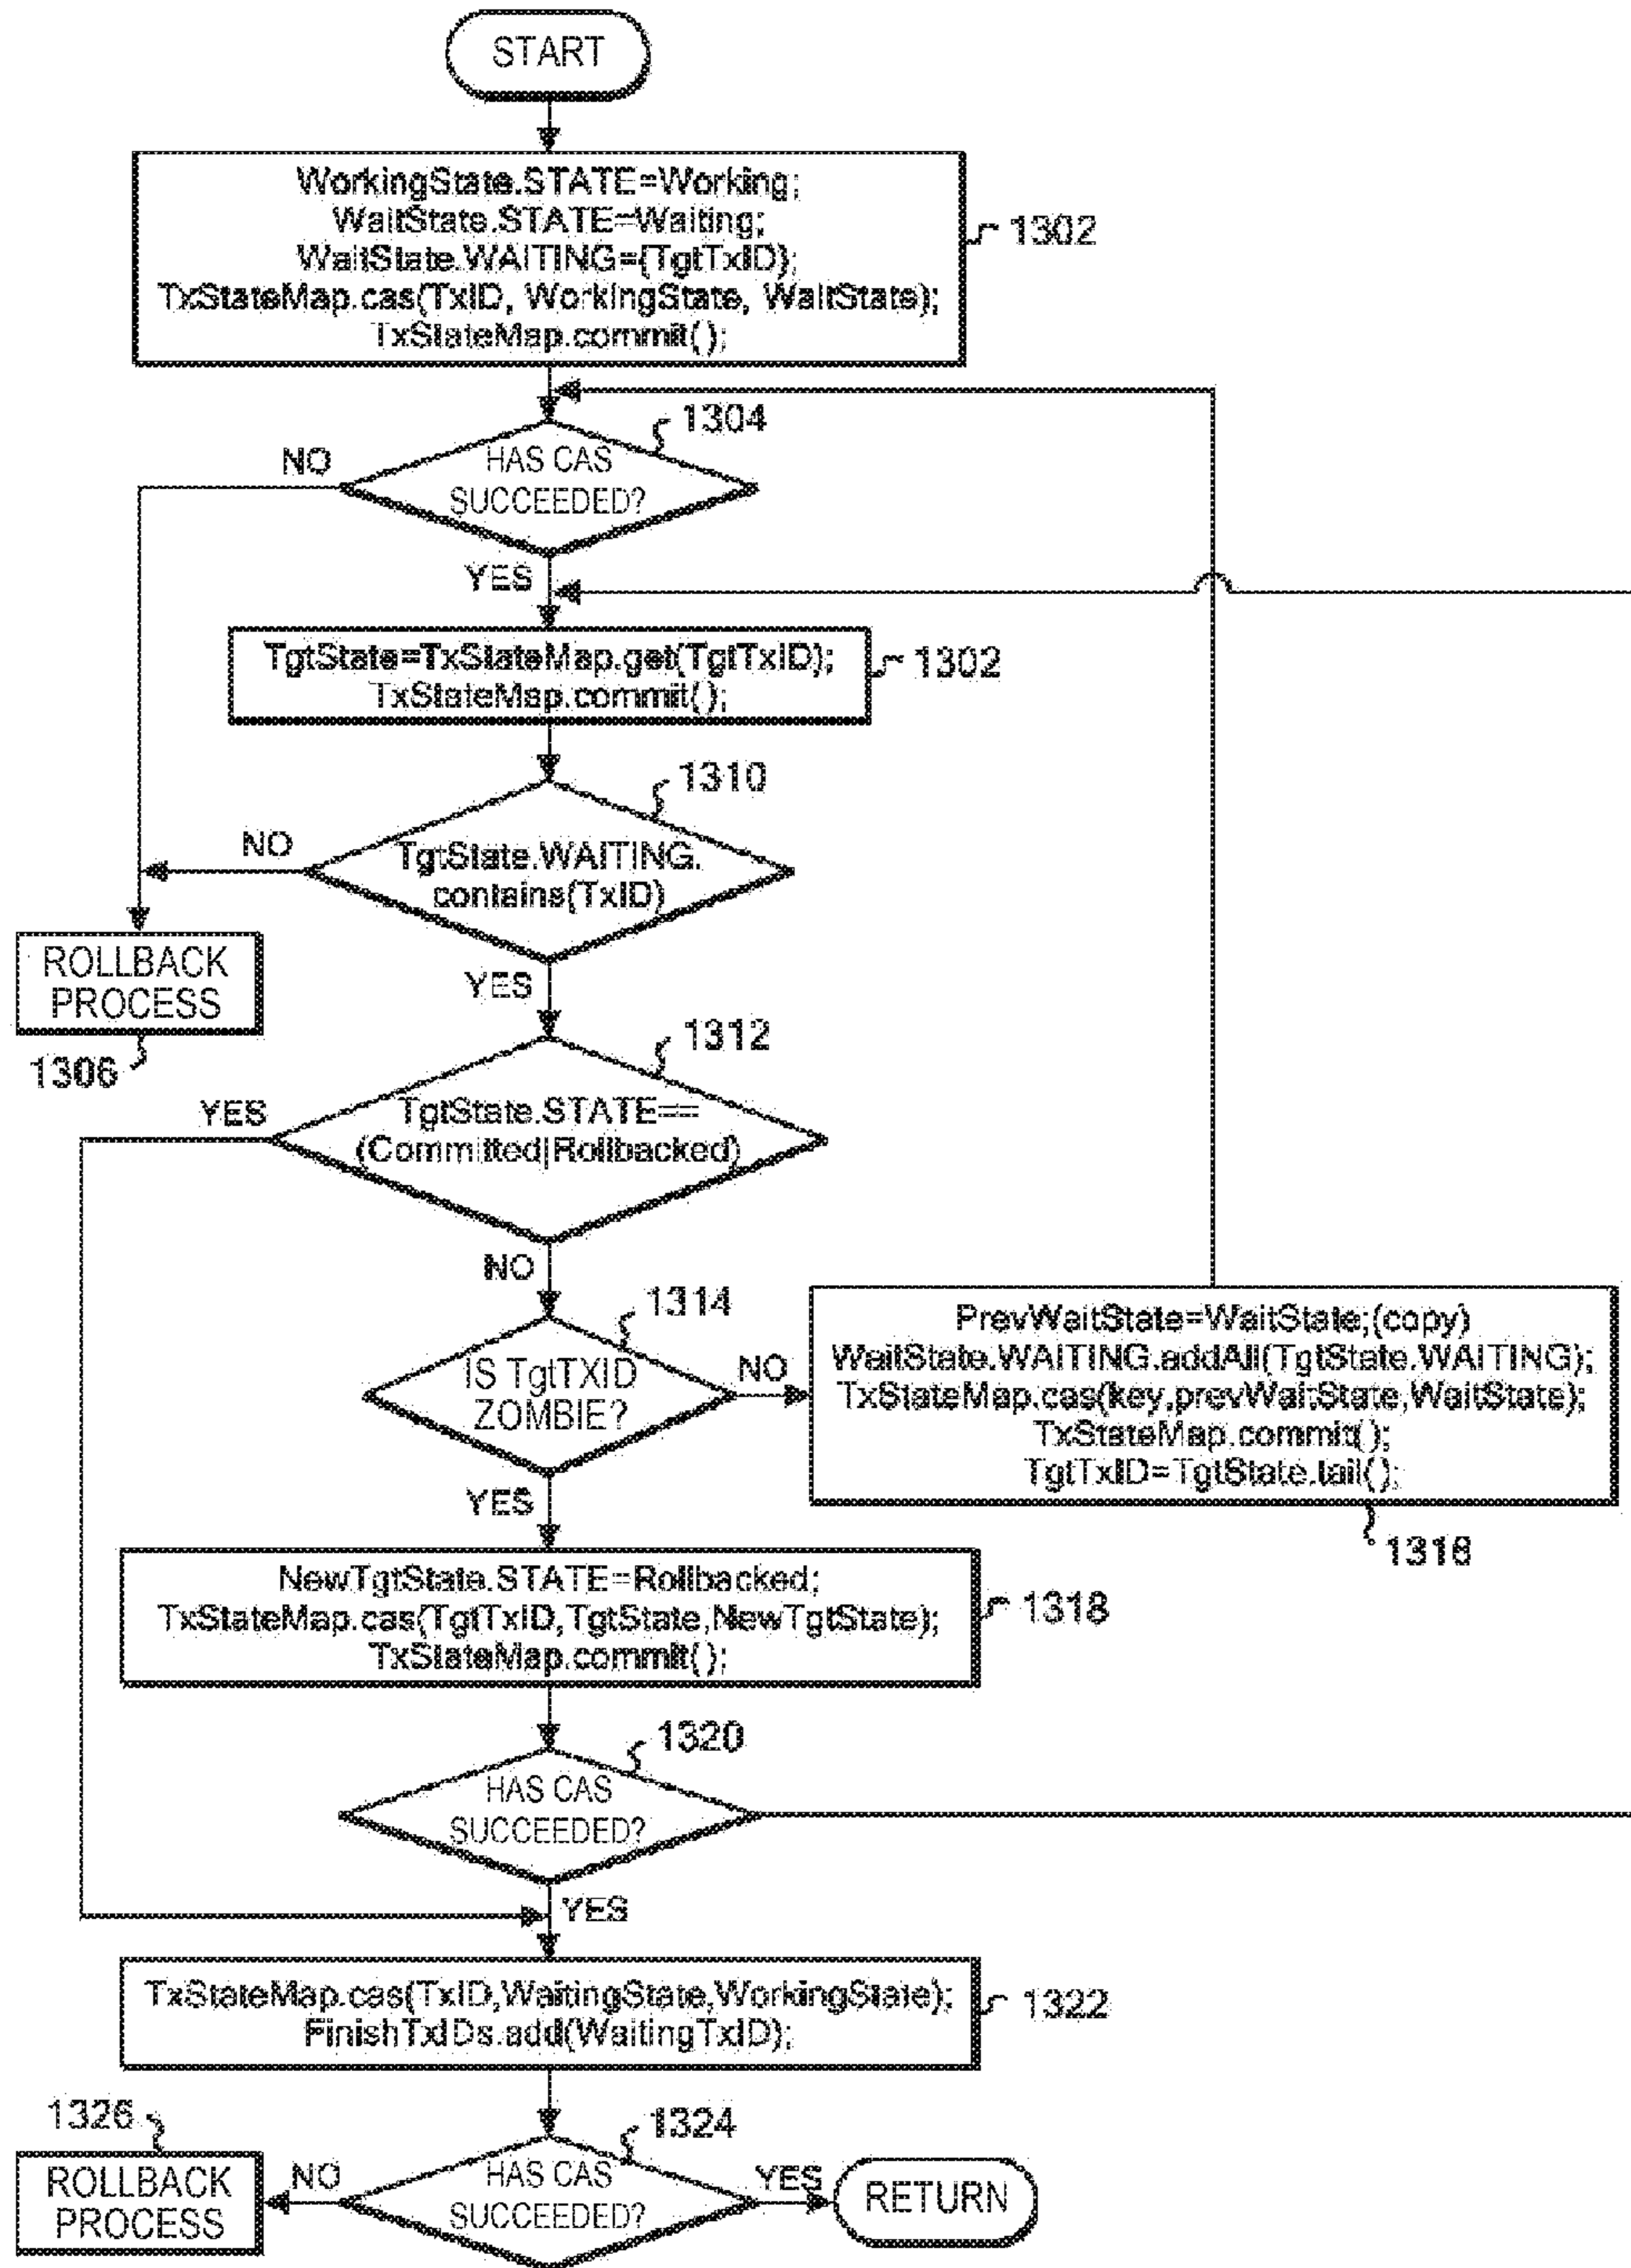 START
WorkingState.STATE=Working;
WaitState.STATE=Waiting;
WaitState.WAITING={TgtTxID};
TxStateMap.cas(TxID, WorkingState, WaitState);
TxStateMap.commit();
1302
1304
HAS CAS
SUCCEEDED?
NO
YES
TgtState=TxStateMap.get(TgtTxID);
TxStateMap.commit();
1302
1310
TgtState.WAITING.
contains(TxID)
NO
YES
ROLLBACK
PROCESS
1306
1312
TgtState.STATE==
(Committed|Rollbacked)
YES
NO
1314
IS TgtTXID
ZOMBIE?
NO
YES
PrevWaitState=WaitState;(copy)
WaitState.WAITING.addAll(TgtState.WAITING);
TxStateMap.cas(key,prevWaitState,WaitState);
TxStateMap.commit();
TgtTxID=TgtState.tail();
1316
NewTgtState.STATE=Rollbacked;
TxStateMap.cas(TgtTxID,TgtState,NewTgtState);
TxStateMap.commit();
1318
1320
HAS CAS
SUCCEEDED?
YES
TxStateMap.cas(TxID,WaitingState,WorkingState);
FinishTxIDs.add(WaitingTxID);
1322
1324
HAS CAS
SUCCEEDED?
NO
YES
1326
ROLLBACK
PROCESS
RETURN